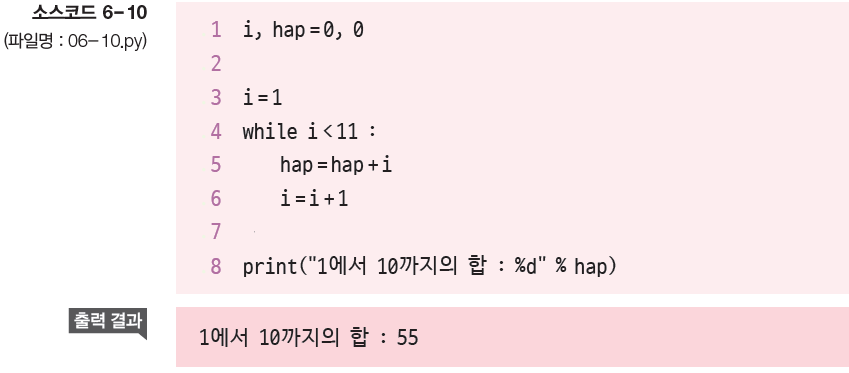 소스코드 6-10
(파일명 : 06-10.py)
1 i, hap=0, 0
2
3 i=1
4 while i<11 :
5 hap=hap+i
6 i=i+1
7
8 print("1에서 10까지의 합 : %d" % hap)
출력 결과
1에서 10까지의 합 : 55